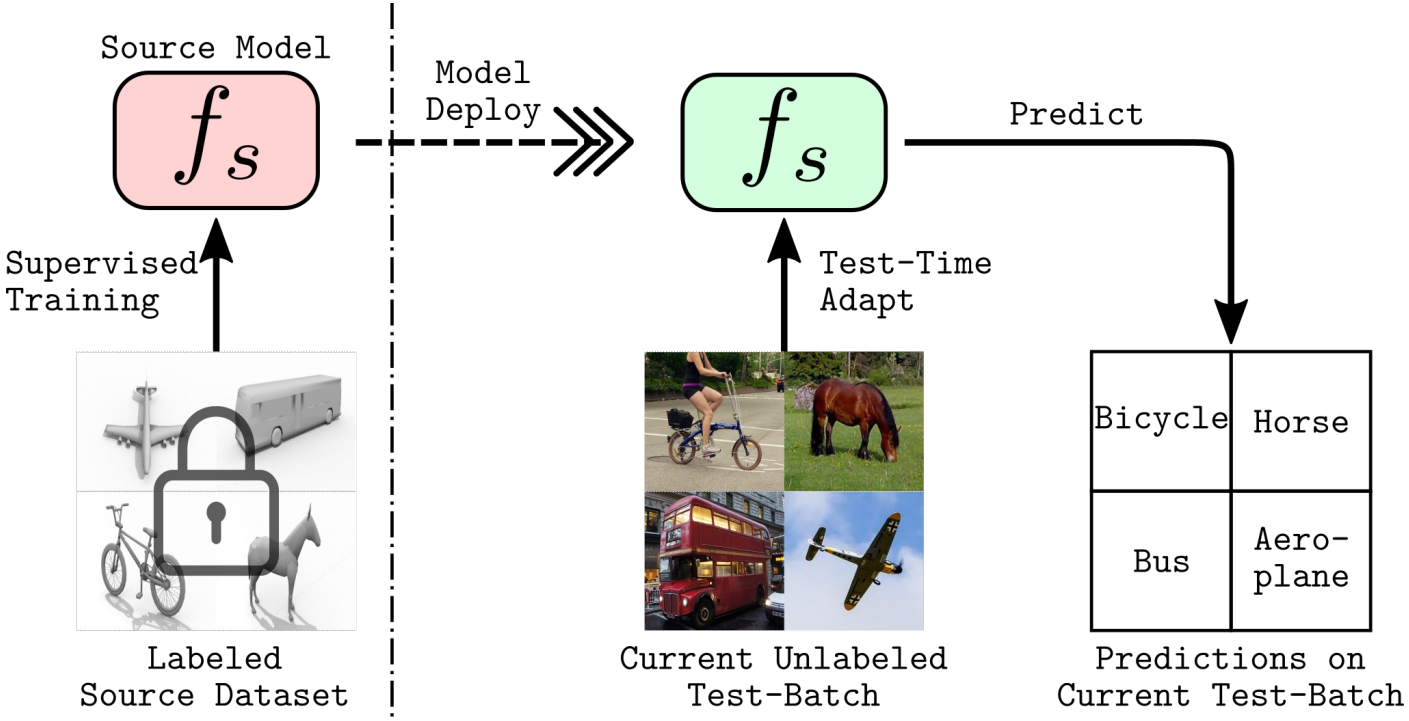 Source Model
f_s
Supervised
Training
Labeled
Source Dataset
Model
Deploy
f_s
Test-Time
Adapt
Current Unlabeled
Test-Batch
Predict
Bicycle
Horse
Bus
Aero-
plane
Predictions on
Current Test-Batch